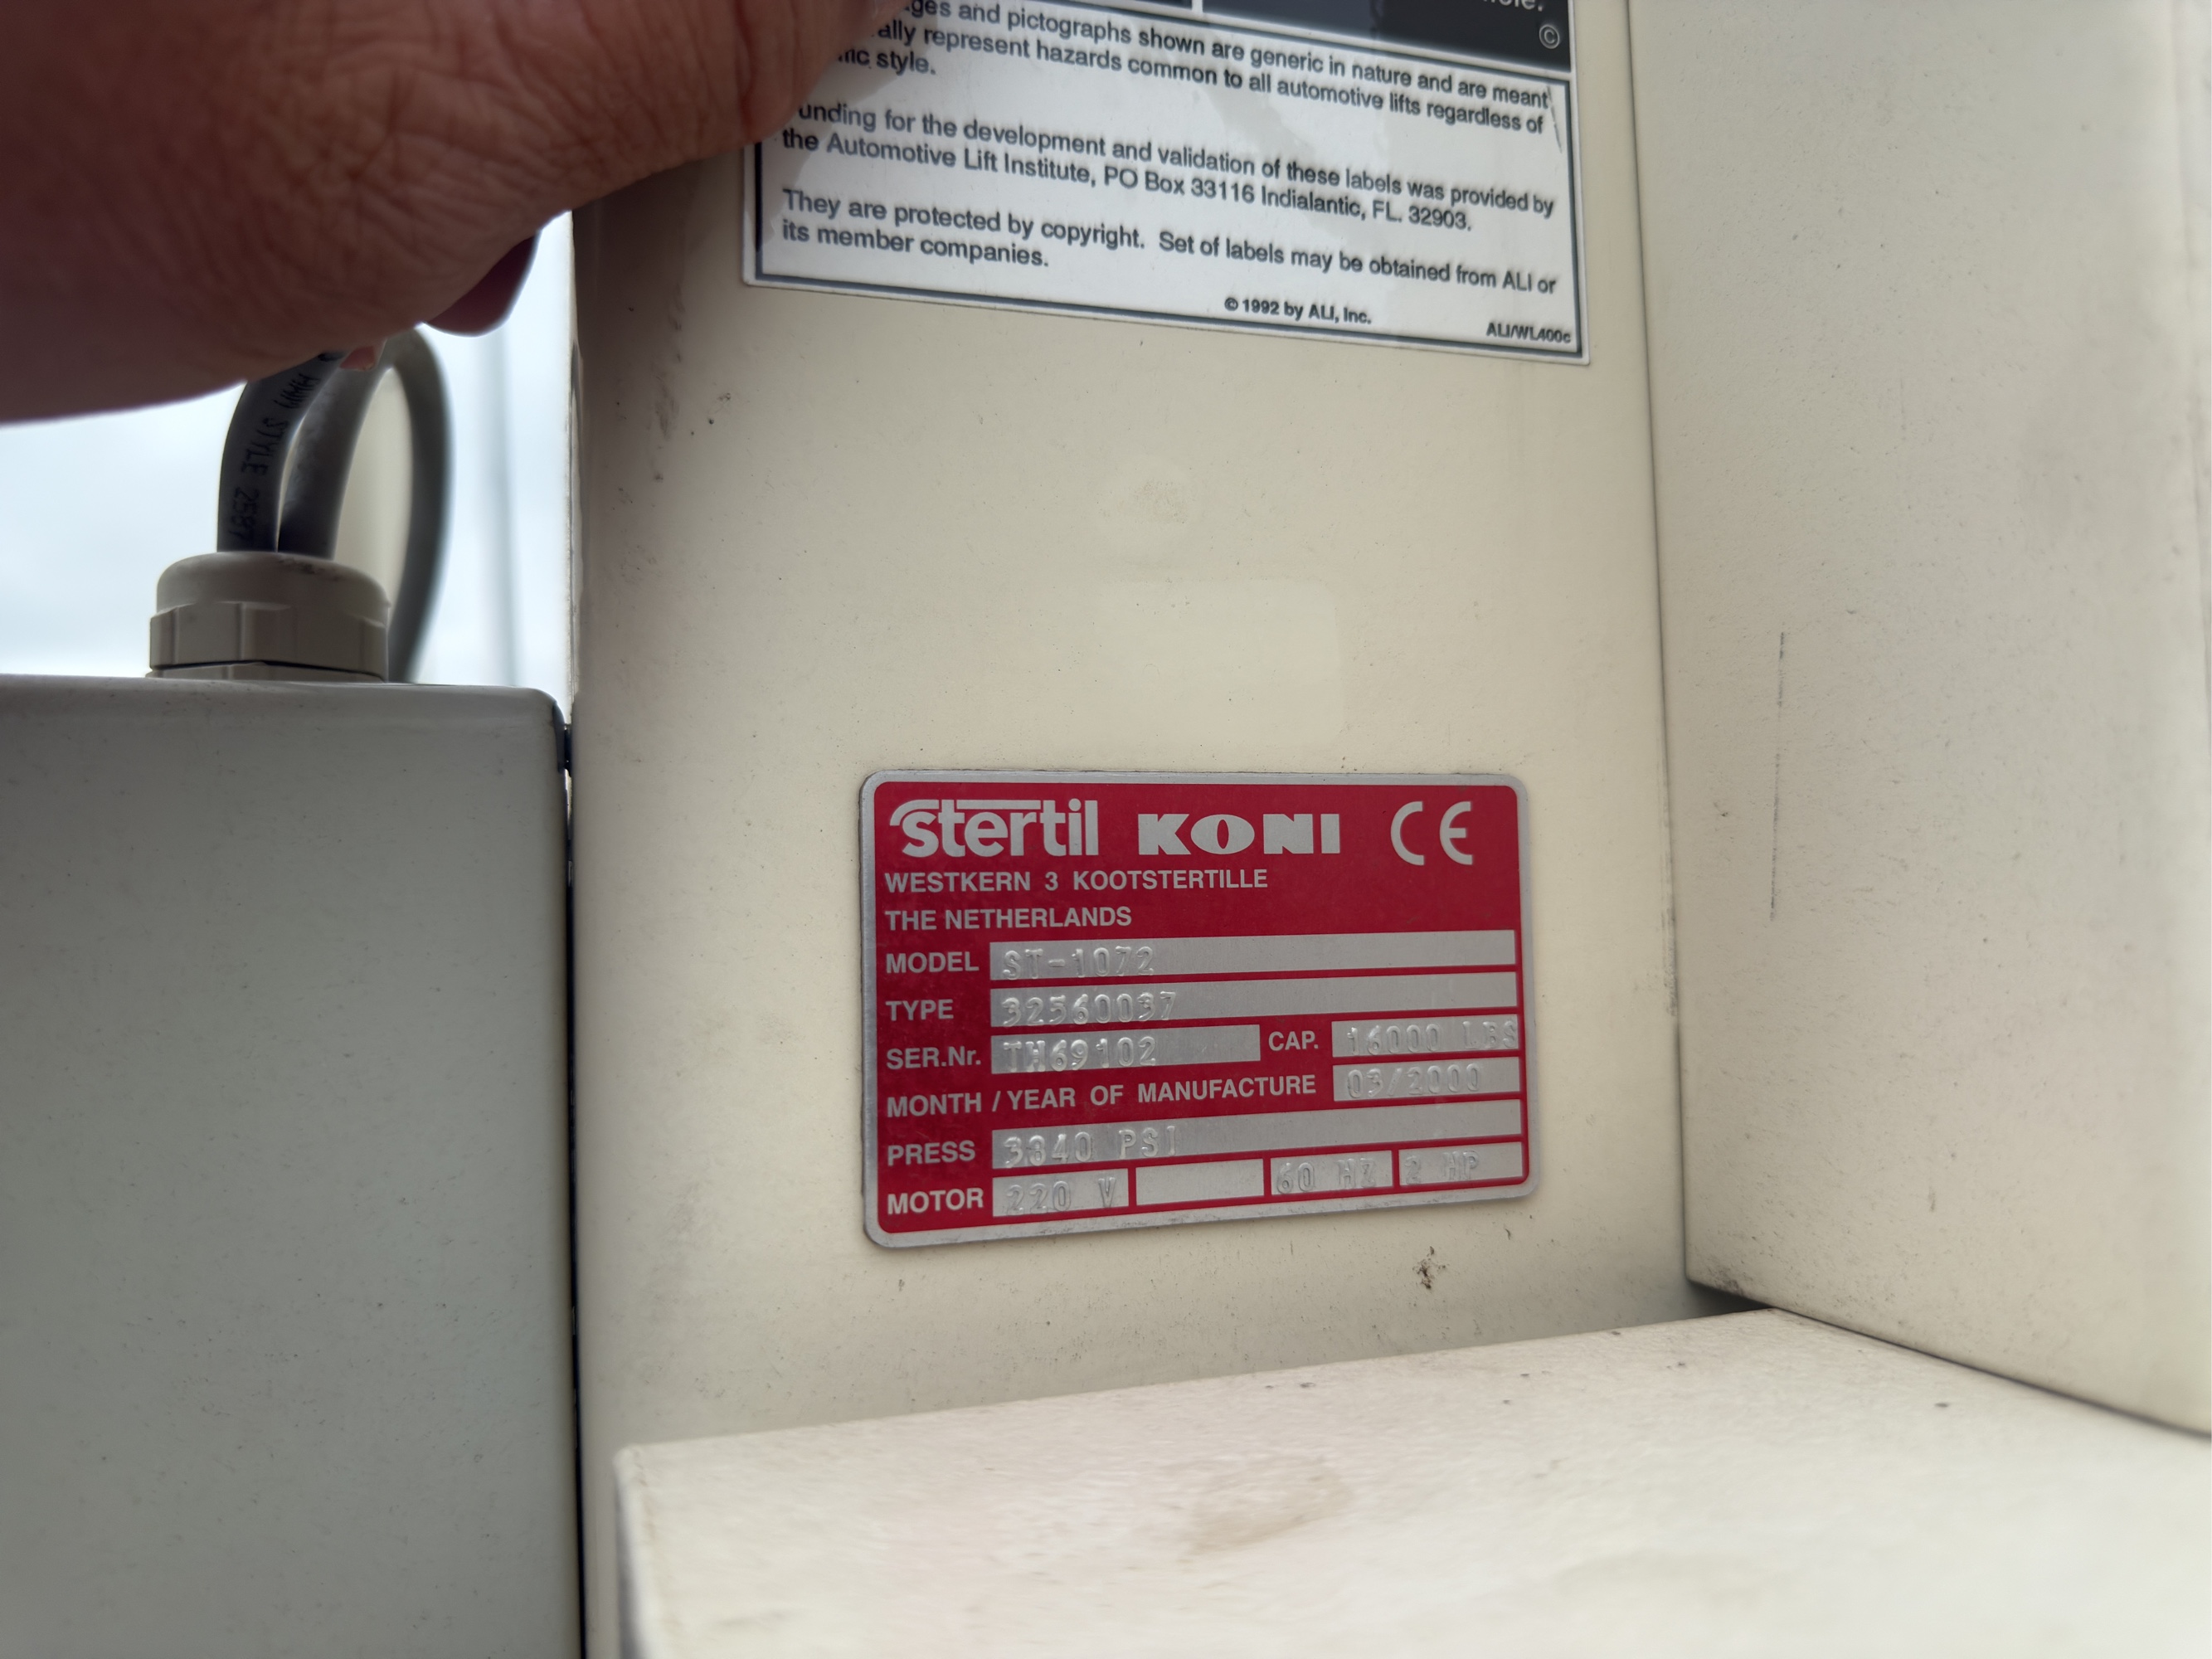 ges and pictographs shown are generic in nature and are meant
ally represent hazards common to all automotive lifts regardless of
style.
unding for the development and validation of these labels was provided by
the Automotive Lift Institute, PO Box 33116 Indialantic, FL. 32903.
They are protected by copyright. Set of labels may be obtained from ALI or
its member companies.
© 1992 by ALI, Inc.
ALI/WL400c
STYLE 2587
stertil KONI CE
WESTKERN 3 KOOTSTERTILLE
THE NETHERLANDS
MODEL ST-1072
TYPE 32560037
SER.Nr. TH69102 CAP. 16000 LBS
MONTH / YEAR OF MANUFACTURE 03/2000
PRESS 3840 PSI
MOTOR 220 V 60 HZ 2 HP